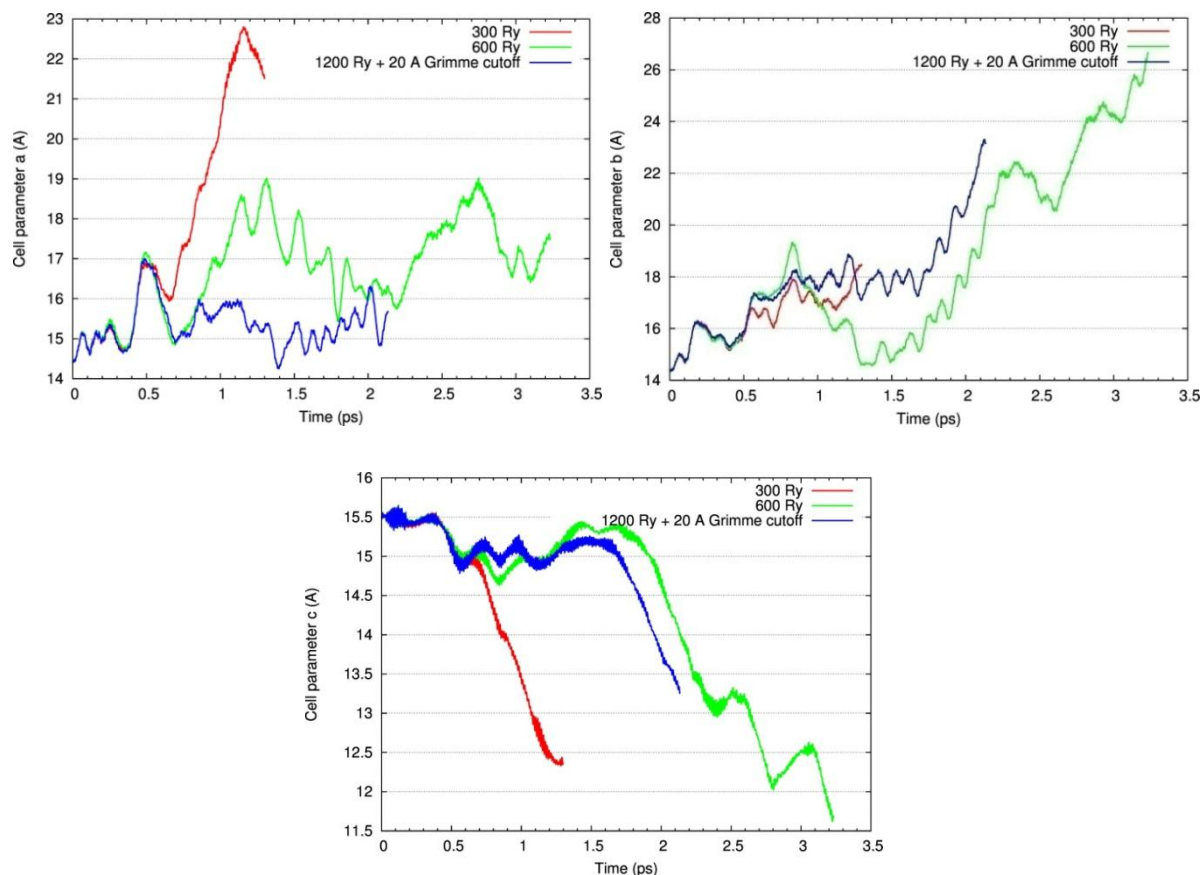 23
22
21
20
19
18
17
16
15
14
Cell parameter a (A)
300 Ry
600 Ry
1200 Ry + 20 A Grimme cutoff
0 0.5 1 1.5 2 2.5 3 3.5
Time (ps)
28
26
24
22
20
18
16
14
Cell parameter b (A)
300 Ry
600 Ry
1200 Ry + 20 A Grimme cutoff
0 0.5 1 1.5 2 2.5 3 3.5
Time (ps)
16
15.5
15
14.5
14
13.5
13
12.5
12
11.5
Cell parameter c (A)
300 Ry
600 Ry
1200 Ry + 20 A Grimme cutoff
0 0.5 1 1.5 2 2.5 3 3.5
Time (ps)